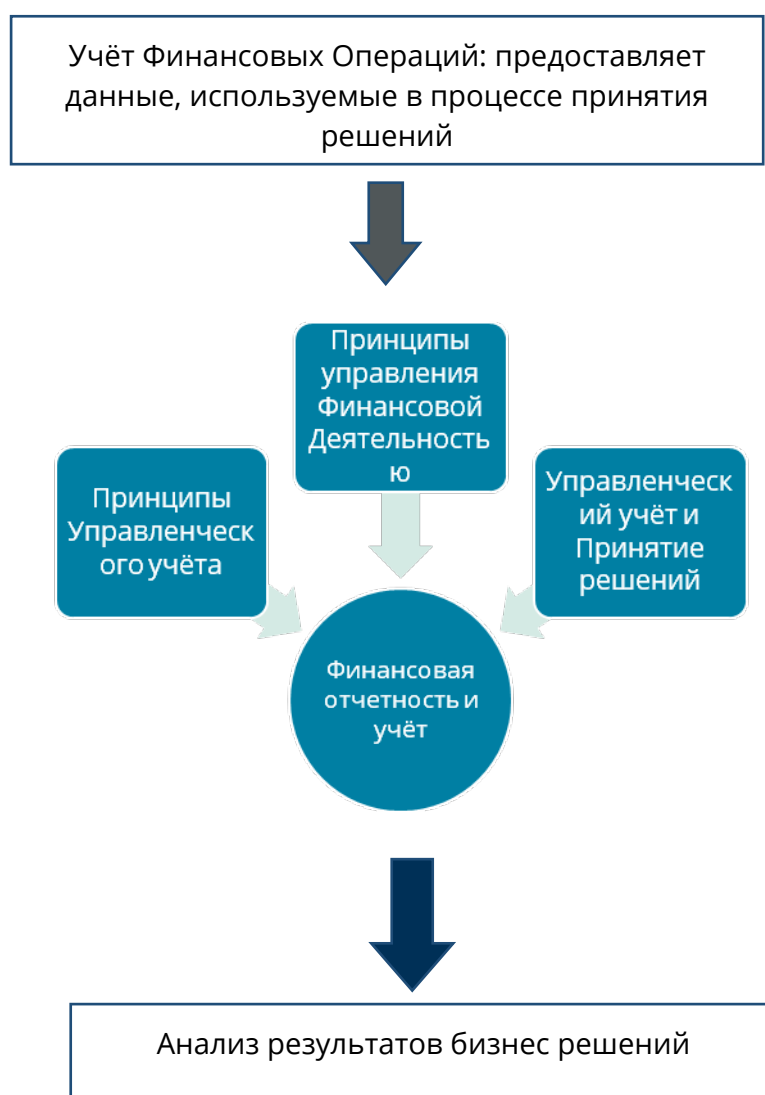 Учёт Финансовых Операций: предоставляет
данные, используемые в процессе принятия
решений
Принципы
управления
Финансовой
Деятельность
ю
Принципы
Управленческ
ого учёта
Управленческ
ий учёт и
Принятие
решений
Финансовая
отчетность и
учёт
Анализ результатов бизнес решений